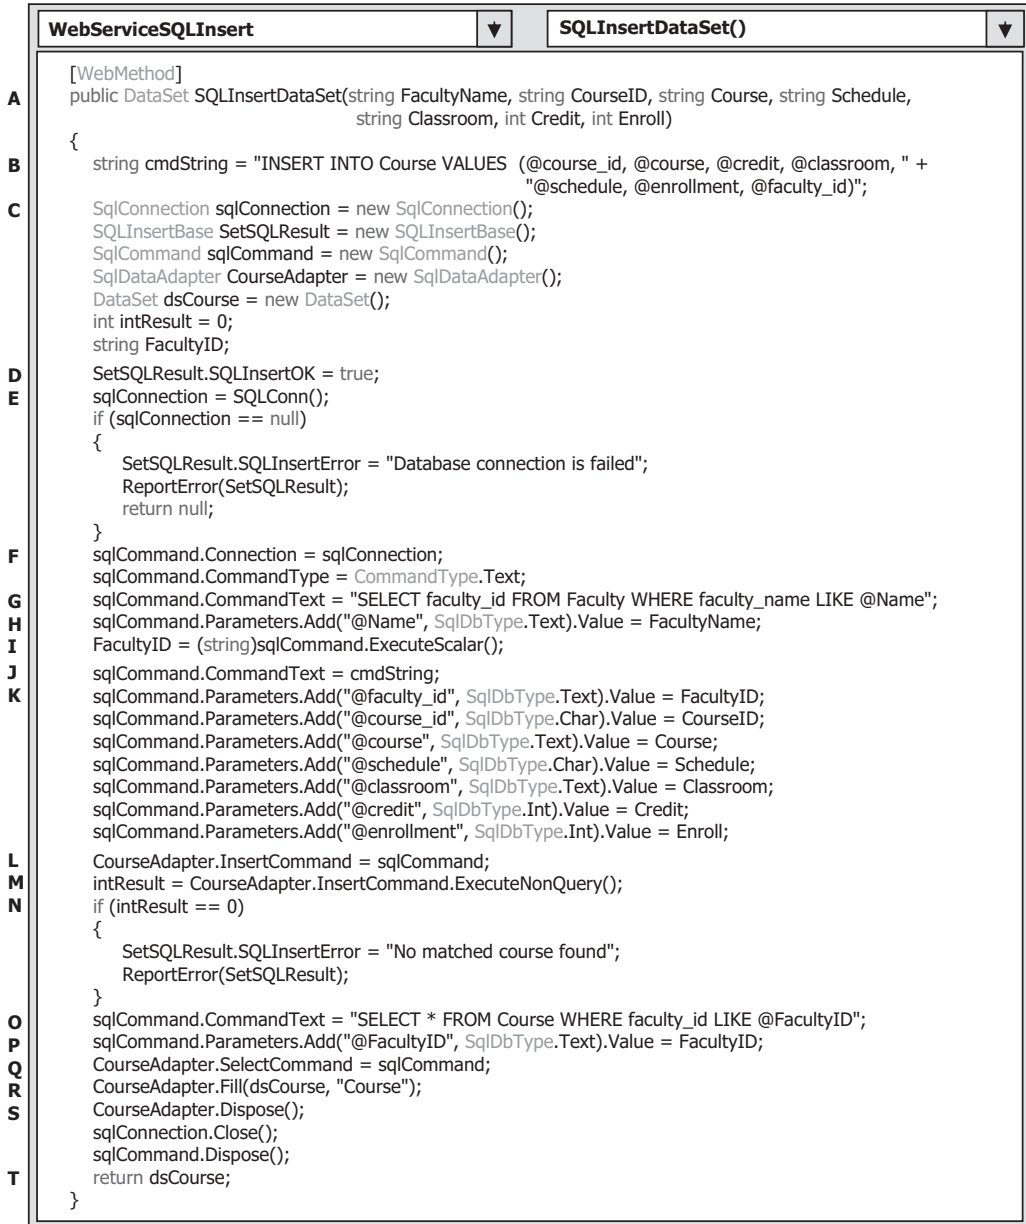 WebServiceSQLInsert SQLInsertDataSet()
[WebMethod]
A public DataSet SQLInsertDataSet(string FacultyName, string CourseID, string Course, string Schedule,
string Classroom, int Credit, int Enroll)
{
B string cmdString = "INSERT INTO Course VALUES (@course_id, @course, @credit, @classroom, " +
"@schedule, @enrollment, @faculty_id)";
C SqlConnection sqlConnection = new SqlConnection();
SQLInsertBase SetSQLResult = new SQLInsertBase();
SqlCommand sqlCommand = new SqlCommand();
SqlDataAdapter CourseAdapter = new SqlDataAdapter();
DataSet dsCourse = new DataSet();
int intResult = 0;
string FacultyID;
D SetSQLResult.SQLInsertOK = true;
E sqlConnection = SQLConn();
if (sqlConnection == null)
{
SetSQLResult.SQLInsertError = "Database connection is failed";
ReportError(SetSQLResult);
return null;
}
F sqlCommand.Connection = sqlConnection;
sqlCommand.CommandType = CommandType.Text;
G sqlCommand.CommandText = "SELECT faculty_id FROM Faculty WHERE faculty_name LIKE @Name";
H sqlCommand.Parameters.Add("@Name", SqlDbType.Text).Value = FacultyName;
I FacultyID = (string)sqlCommand.ExecuteScalar();
J sqlCommand.CommandText = cmdString;
K sqlCommand.Parameters.Add("@faculty_id", SqlDbType.Text).Value = FacultyID;
sqlCommand.Parameters.Add("@course_id", SqlDbType.Char).Value = CourseID;
sqlCommand.Parameters.Add("@course", SqlDbType.Text).Value = Course;
sqlCommand.Parameters.Add("@schedule", SqlDbType.Char).Value = Schedule;
sqlCommand.Parameters.Add("@classroom", SqlDbType.Text).Value = Classroom;
sqlCommand.Parameters.Add("@credit", SqlDbType.Int).Value = Credit;
sqlCommand.Parameters.Add("@enrollment", SqlDbType.Int).Value = Enroll;
L CourseAdapter.InsertCommand = sqlCommand;
M intResult = CourseAdapter.InsertCommand.ExecuteNonQuery();
N if (intResult == 0)
{
SetSQLResult.SQLInsertError = "No matched course found";
ReportError(SetSQLResult);
}
O sqlCommand.CommandText = "SELECT * FROM Course WHERE faculty_id LIKE @FacultyID";
P sqlCommand.Parameters.Add("@FacultyID", SqlDbType.Text).Value = FacultyID;
Q CourseAdapter.SelectCommand = sqlCommand;
R CourseAdapter.Fill(dsCourse, "Course");
S CourseAdapter.Dispose();
sqlConnection.Close();
sqlCommand.Dispose();
T return dsCourse;
}